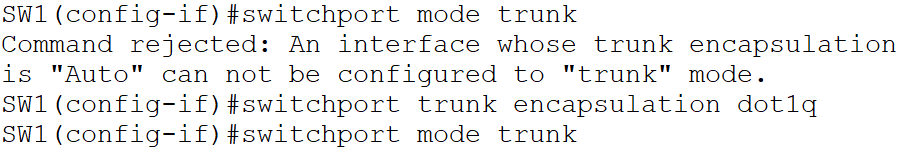 SW1(config-if)#switchport mode trunk
Command rejected: An interface whose trunk encapsulation
is "Auto" can not be configured to "trunk" mode.
SW1(config-if)#switchport trunk encapsulation dot1q
SW1(config-if)#switchport mode trunk